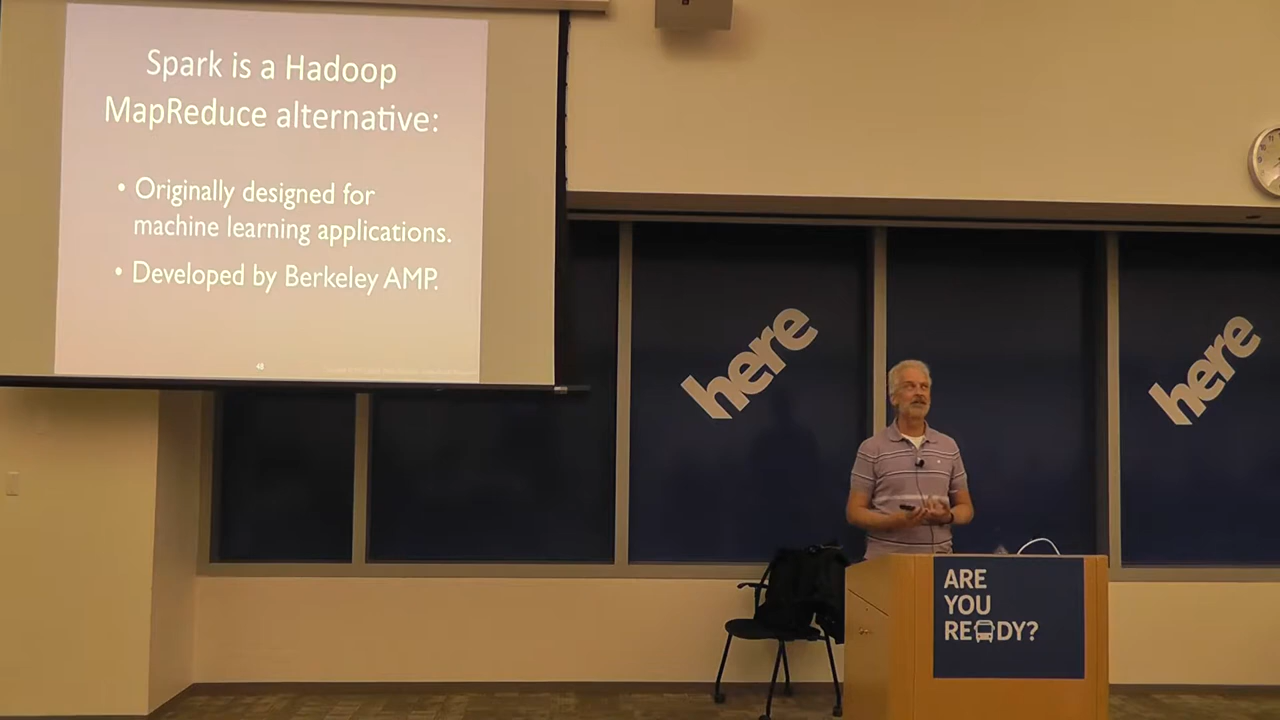 Spark is a Hadoop
MapReduce alternative:
• Originally designed for
machine learning applications.
• Developed by Berkeley AMP.
48
here
here
ARE
YOU
READY?